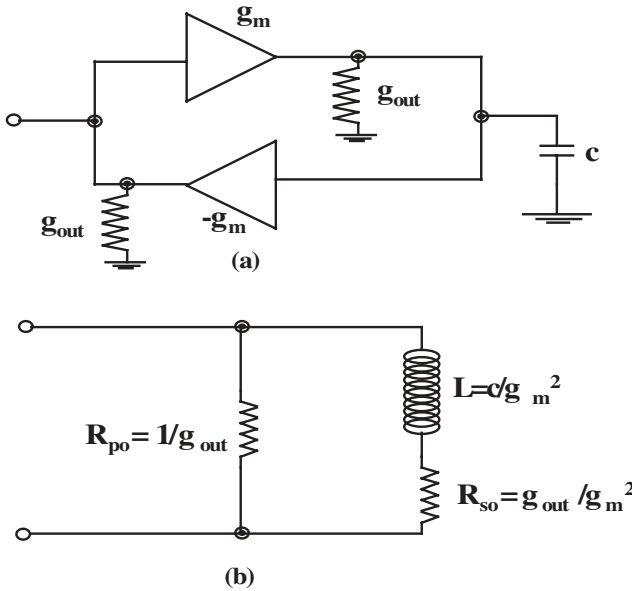 gₘ
gₒᵤₜ
c
-gₘ
gₒᵤₜ
(a)
L=c/gₘ²
Rₚₒ= 1/gₒᵤₜ
Rₛₒ= gₒᵤₜ /gₘ²
(b)